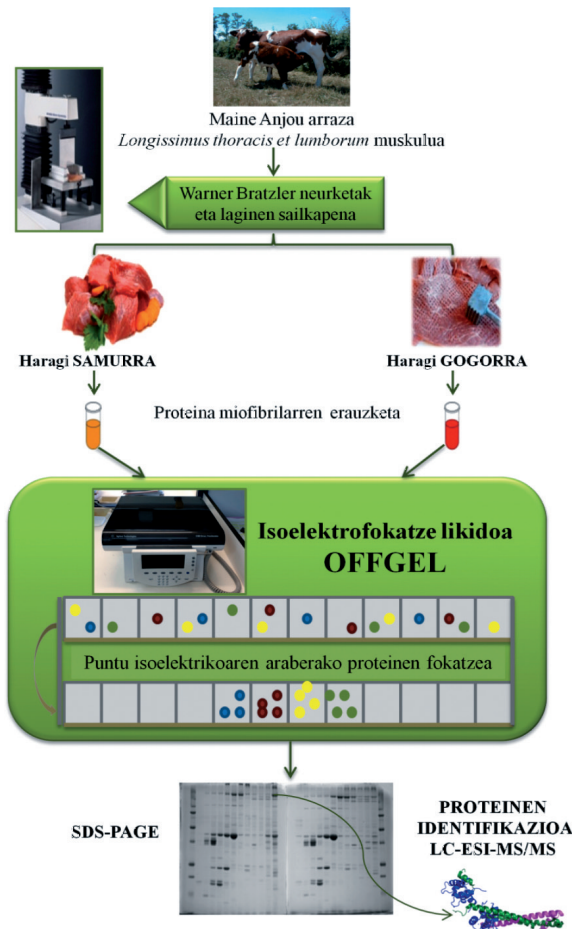 Maine Anjou arraza
Longissimus thoracis et lumborum muskulua
Warner Bratzler neurketak
eta laginen sailkapena
Haragi SAMURRA
Haragi GOGORRA
Proteina miofibrilarren erauzketa
Isoelektrofokatze likidoa
OFFGEL
Puntu isoelektrikoaren araberako proteinen fokatzea
SDS-PAGE
PROTEINEN
IDENTIFIKAZIOA
LC-ESI-MS/MS